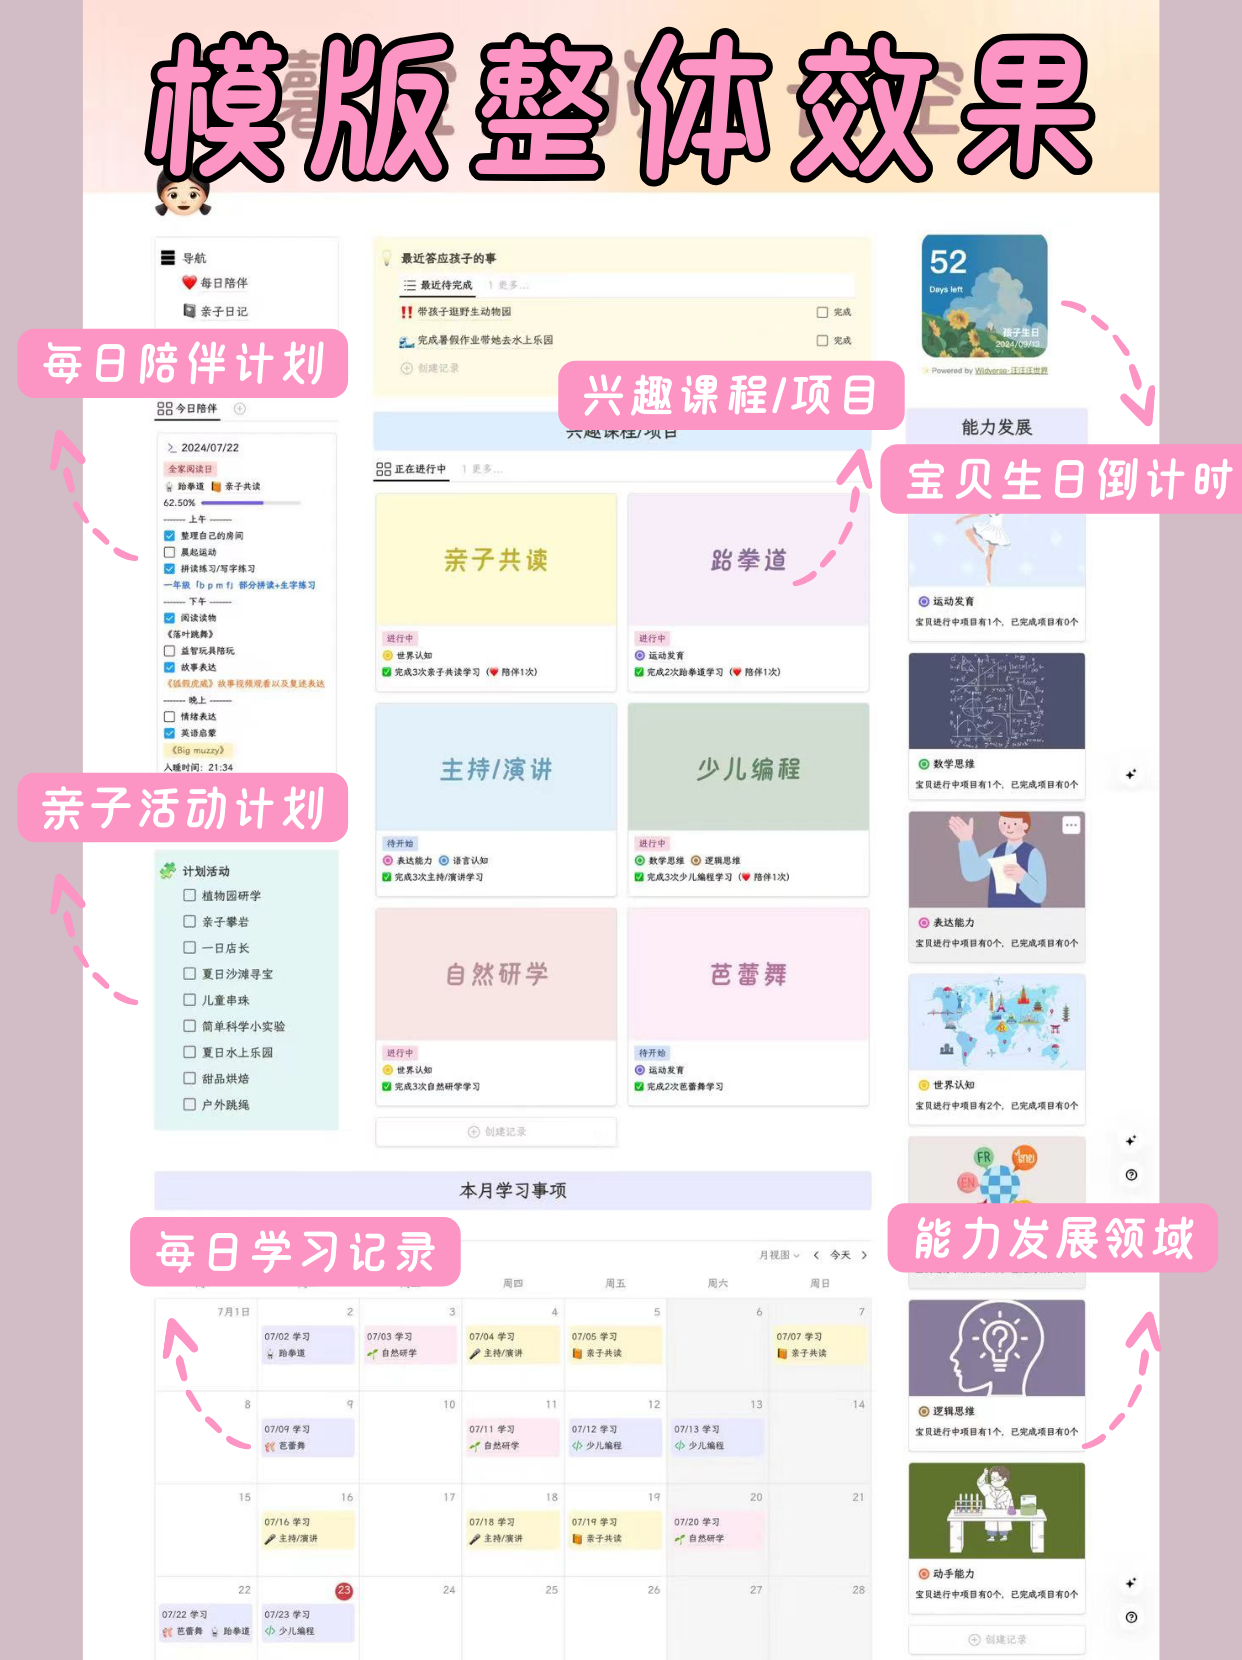 模版整体效果
导航
每日陪伴
亲子日记
每日陪伴计划
今日陪伴
2024/07/22
全家阅读日
跆拳道 亲子共读
62.50%
------- 上午 -------
整理自己的房间
晨起运动
拼读练习/写字练习
一年级「b p m f」部分拼读+生字练习
------- 下午 -------
阅读读物
《落叶跳舞》
益智玩具陪玩
故事表达
《狐假虎威》故事视频观看以及复述表达
------- 晚上 -------
情绪表达
英语启蒙
《Big muzzy》
入睡时间：21:34
亲子活动计划
计划活动
植物园研学
亲子攀岩
一日店长
夏日沙滩寻宝
儿童串珠
简单科学小实验
夏日水上乐园
甜品烘焙
户外跳绳
最近答应孩子的事
最近待完成 1 更多...
带孩子逛野生动物园 完成
完成暑假作业带她去水上乐园 完成
创建记录
兴趣课程/项目
兴趣课程/项目
正在进行中 1 更多...
亲子共读
进行中
世界认知
完成3次亲子共读学习（❤️ 陪伴1次）
跆拳道
进行中
运动发育
完成2次跆拳道学习（❤️ 陪伴1次）
主持/演讲
待开始
表达能力 语言认知
完成3次主持/演讲学习
少儿编程
进行中
数学思维 逻辑思维
完成3次少儿编程学习（❤️ 陪伴1次）
自然研学
进行中
世界认知
完成3次自然研学学习
芭蕾舞
待开始
运动发育
完成2次芭蕾舞学习
创建记录
52
Days left
孩子生日
2024/09/13
Powered by Widverse·汪汪汪世界
能力发展
宝贝生日倒计时
运动发育
宝贝进行中项目有1个，已完成项目有0个
数学思维
宝贝进行中项目有1个，已完成项目有0个
表达能力
宝贝进行中项目有0个，已完成项目有0个
世界认知
宝贝进行中项目有2个，已完成项目有0个
FR
EN
能力发展领域
逻辑思维
宝贝进行中项目有1个，已完成项目有0个
动手能力
宝贝进行中项目有0个，已完成项目有0个
创建记录
本月学习事项
每日学习记录
月视图 今天
周四 周五 周六 周日
7月1日 2 3 4 5 6 7
07/02 学习
跆拳道
07/03 学习
自然研学
07/04 学习
主持/演讲
07/05 学习
亲子共读
07/07 学习
亲子共读
8 9 10 11 12 13 14
07/09 学习
芭蕾舞
07/11 学习
自然研学
07/12 学习
少儿编程
07/13 学习
少儿编程
15 16 17 18 19 20 21
07/16 学习
主持/演讲
07/18 学习
主持/演讲
07/19 学习
亲子共读
07/20 学习
自然研学
22 23 24 25 26 27 28
07/22 学习
芭蕾舞 跆拳道
07/23 学习
少儿编程